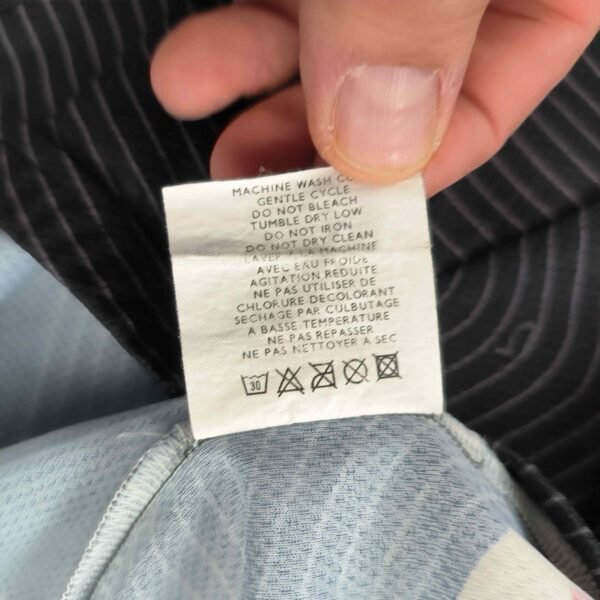 MACHINE WASH
GENTLE CYCLE
DO NOT BLEACH
TUMBLE DRY LOW
DO NOT IRON
DO NOT DRY CLEAN
LAVER A LA MACHINE
AVEC EAU FROIDE
AGITATION REDUITE
NE PAS UTILISER DE
CHLORURE DECOLORANT
SECHAGE PAR CULBUTAGE
A BASSE TEMPERATURE
NE PAS REPASSER
NE PAS NETTOYER A SEC
30